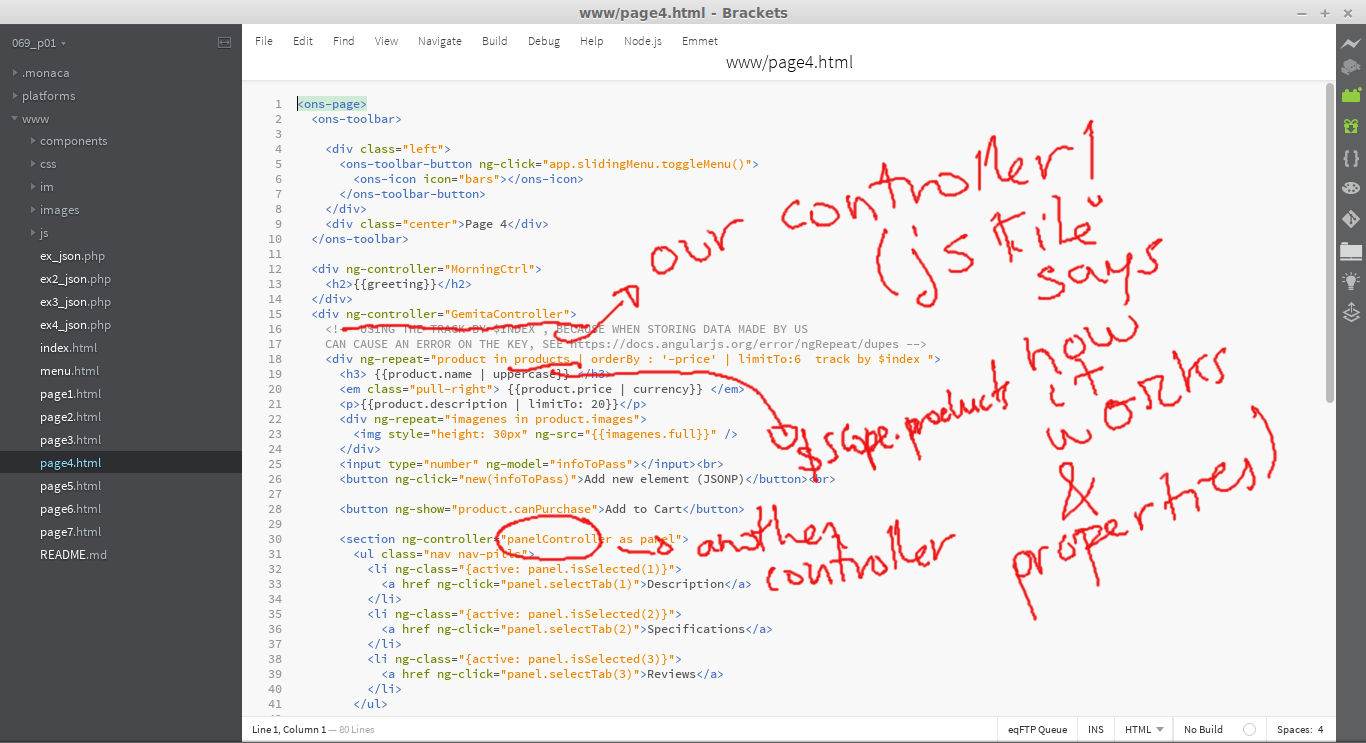 www/page4.html - Brackets
069_p01
.monaca
platforms
www
components
css
im
images
js
ex_json.php
ex2_json.php
ex3_json.php
ex4_json.php
index.html
menu.html
page1.html
page2.html
page3.html
page4.html
page5.html
page6.html
page7.html
README.md
File Edit Find View Navigate Build Debug Help Node.js Emmet
www/page4.html
1 <ons-page>
2 <ons-toolbar>
3
4 <div class="left">
5 <ons-toolbar-button ng-click="app.slidingMenu.toggleMenu()">
6 <ons-icon icon="bars"></ons-icon>
7 </ons-toolbar-button>
8 </div>
9 <div class="center">Page 4</div>
10 </ons-toolbar>
11
12 <div ng-controller="MorningCtrl">
13 <h2>{{greeting}}</h2>
14 </div>
15 <div ng-controller="GemitaController">
16 <!-- USING THE TRACK BY $INDEX , BECAUSE WHEN STORING DATA MADE BY US
17 CAN CAUSE AN ERROR ON THE KEY, SEE https://docs.angularjs.org/error/ngRepeat/dupes -->
18 <div ng-repeat="product in products | orderBy : '-price' | limitTo:6  track by $index ">
19 <h3> {{product.name | uppercase}} </h3>
20 <em class="pull-right"> {{product.price | currency}} </em>
21 <p>{{product.description | limitTo: 20}}</p>
22 <div ng-repeat="imagenes in product.images">
23 <img style="height: 30px" ng-src="{{imagenes.full}}" />
24 </div>
25 <input type="number" ng-model="infoToPass"></input><br>
26 <button ng-click="new(infoToPass)">Add new element (JSONP)</button><br>
27
28 <button ng-show="product.canPurchase">Add to Cart</button>
29
30 <section ng-controller="panelController as panel">
31 <ul class="nav nav-pills">
32 <li ng-class="{active: panel.isSelected(1)}">
33 <a href ng-click="panel.selectTab(1)">Description</a>
34 </li>
35 <li ng-class="{active: panel.isSelected(2)}">
36 <a href ng-click="panel.selectTab(2)">Specifications</a>
37 </li>
38 <li ng-class="{active: panel.isSelected(3)}">
39 <a href ng-click="panel.selectTab(3)">Reviews</a>
40 </li>
41 </ul>
our controller!
(js file
says
how
it
works
&
properties)
$scope.products
another
controller
Line 1, Column 1 — 80 Lines
eqFTP Queue INS HTML No Build Spaces: 4